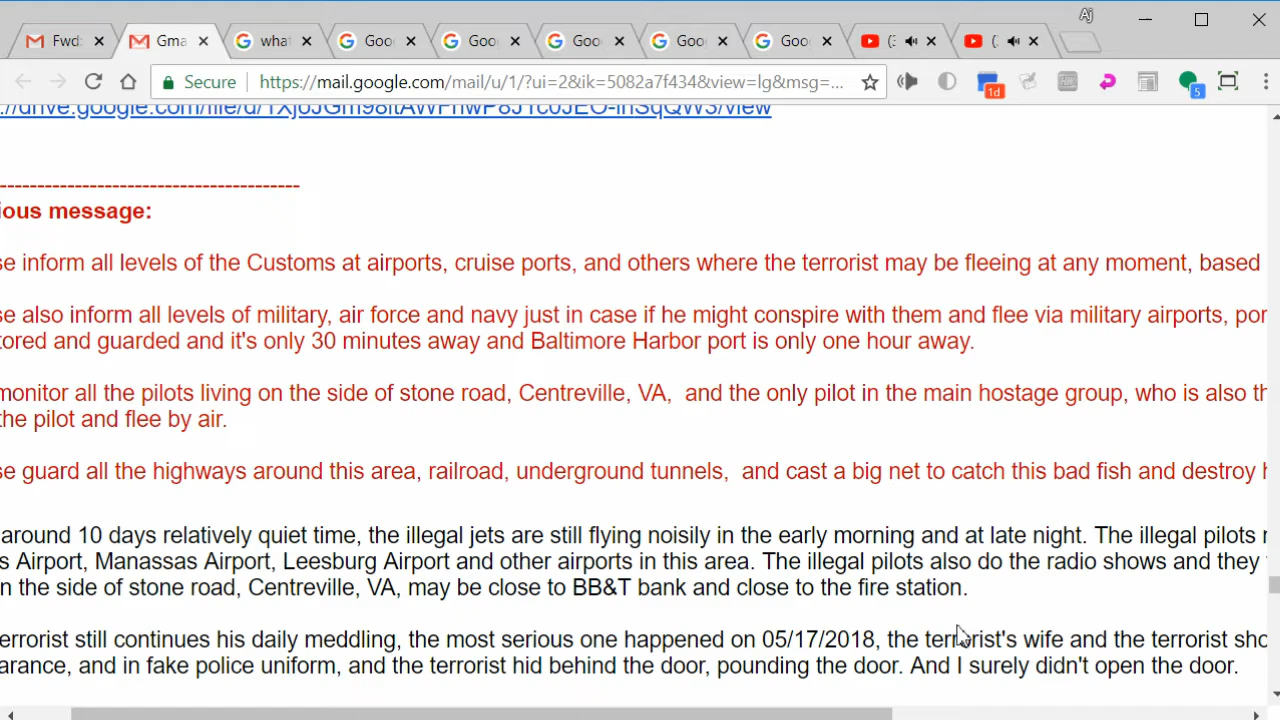 Aj
Fwd:
Gma
what
Goo
Goo
Goo
Goo
Goo
(
(
Secure
https://mail.google.com/mail/u/1/?ui=2&ik=5082a7f434&view=lg&msg=...
1d
5
-----------------------------------------
ious message:
se inform all levels of the Customs at airports, cruise ports, and others where the terrorist may be fleeing at any moment, based
se also inform all levels of military, air force and navy just in case if he might conspire with them and flee via military airports, por
tored and guarded and it's only 30 minutes away and Baltimore Harbor port is only one hour away.
monitor all the pilots living on the side of stone road, Centreville, VA,  and the only pilot in the main hostage group, who is also th
the pilot and flee by air.
se guard all the highways around this area, railroad, underground tunnels,  and cast a big net to catch this bad fish and destroy h
around 10 days relatively quiet time, the illegal jets are still flying noisily in the early morning and at late night. The illegal pilots
s Airport, Manassas Airport, Leesburg Airport and other airports in this area. The illegal pilots also do the radio shows and they
n the side of stone road, Centreville, VA, may be close to BB&T bank and close to the fire station.
errorist still continues his daily meddling, the most serious one happened on 05/17/2018, the terrorist's wife and the terrorist sho
arance, and in fake police uniform, and the terrorist hid behind the door, pounding the door. And I surely didn't open the door.